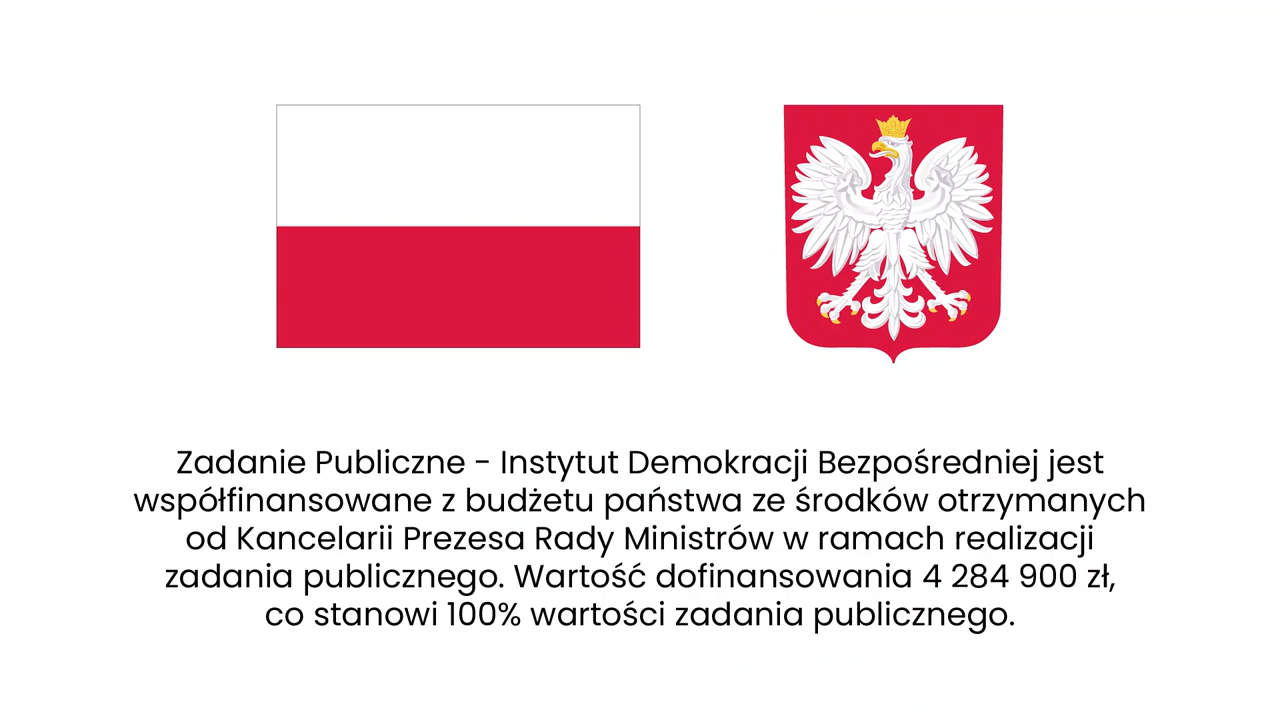 Zadanie Publiczne - Instytut Demokracji Bezpośredniej jest
współfinansowane z budżetu państwa ze środków otrzymanych
od Kancelarii Prezesa Rady Ministrów w ramach realizacji
zadania publicznego. Wartość dofinansowania 4 284 900 zł,
co stanowi 100% wartości zadania publicznego.